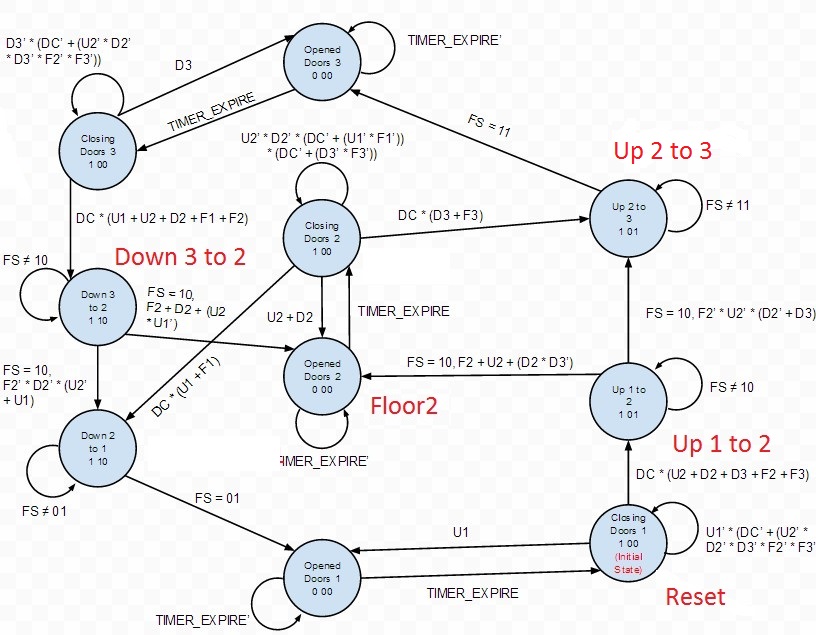 D3' * (DC' + (U2' * D2'
* D3' * F2' * F3'))
D3
Opened
Doors 3
0 00
TIMER_EXPIRE'
TIMER_EXPIRE
Closing
Doors 3
1 00
U2' * D2' * (DC' + (U1' * F1'))
* (DC' + (D3' * F3'))
FS = 11
Up 2 to 3
DC * (U1 + U2 + D2 + F1 + F2)
Closing
Doors 2
1 00
DC * (D3 + F3)
Up 2 to
3
1 01
FS ≠ 11
Down 3 to 2
FS ≠ 10
Down 3
to 2
1 10
FS = 10,
F2 + D2 + (U2
* U1')
U2 + D2
TIMER_EXPIRE
FS = 10, F2' * U2' * (D2' + D3)
FS = 10,
F2' * D2' * (U2'
+ U1)
DC * (U1 + F1)
Opened
Doors 2
0 00
FS = 10, F2 + U2 + (D2 * D3')
Up 1 to
2
1 01
FS ≠ 10
Floor2
Down 2
to 1
1 10
Up 1 to 2
TIMER_EXPIRE'
DC * (U2 + D2 + D3 + F2 + F3)
FS ≠ 01
FS = 01
Closing
Doors 1
1 00
(Initial
State)
U1
U1' * (DC' + (U2' *
D2' * D3' * F2' * F3'
Opened
Doors 1
0 00
TIMER_EXPIRE
Reset
TIMER_EXPIRE'